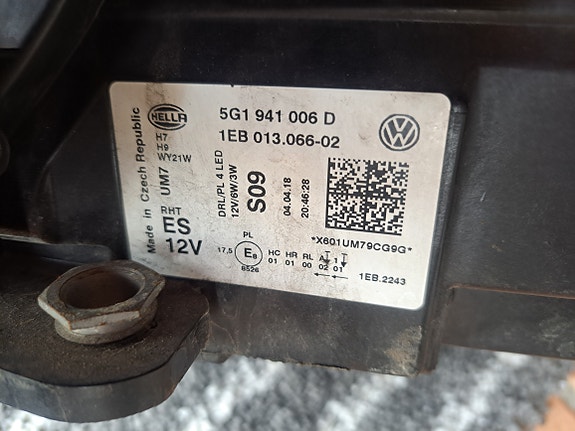 HELLA
5G1 941 006 D
1EB 013.066-02
Made in Czech Republic
H7
H9
WY21W
UM7
RHT
ES
12V
DRL/PL 4 LED
12V/6W/3W
S09
04.04.18
20:46:28
*X601UM79CG9G*
PL
17,5 E8
8526
HC HR RL A 1
01 01 00 02 01
1EB.2243